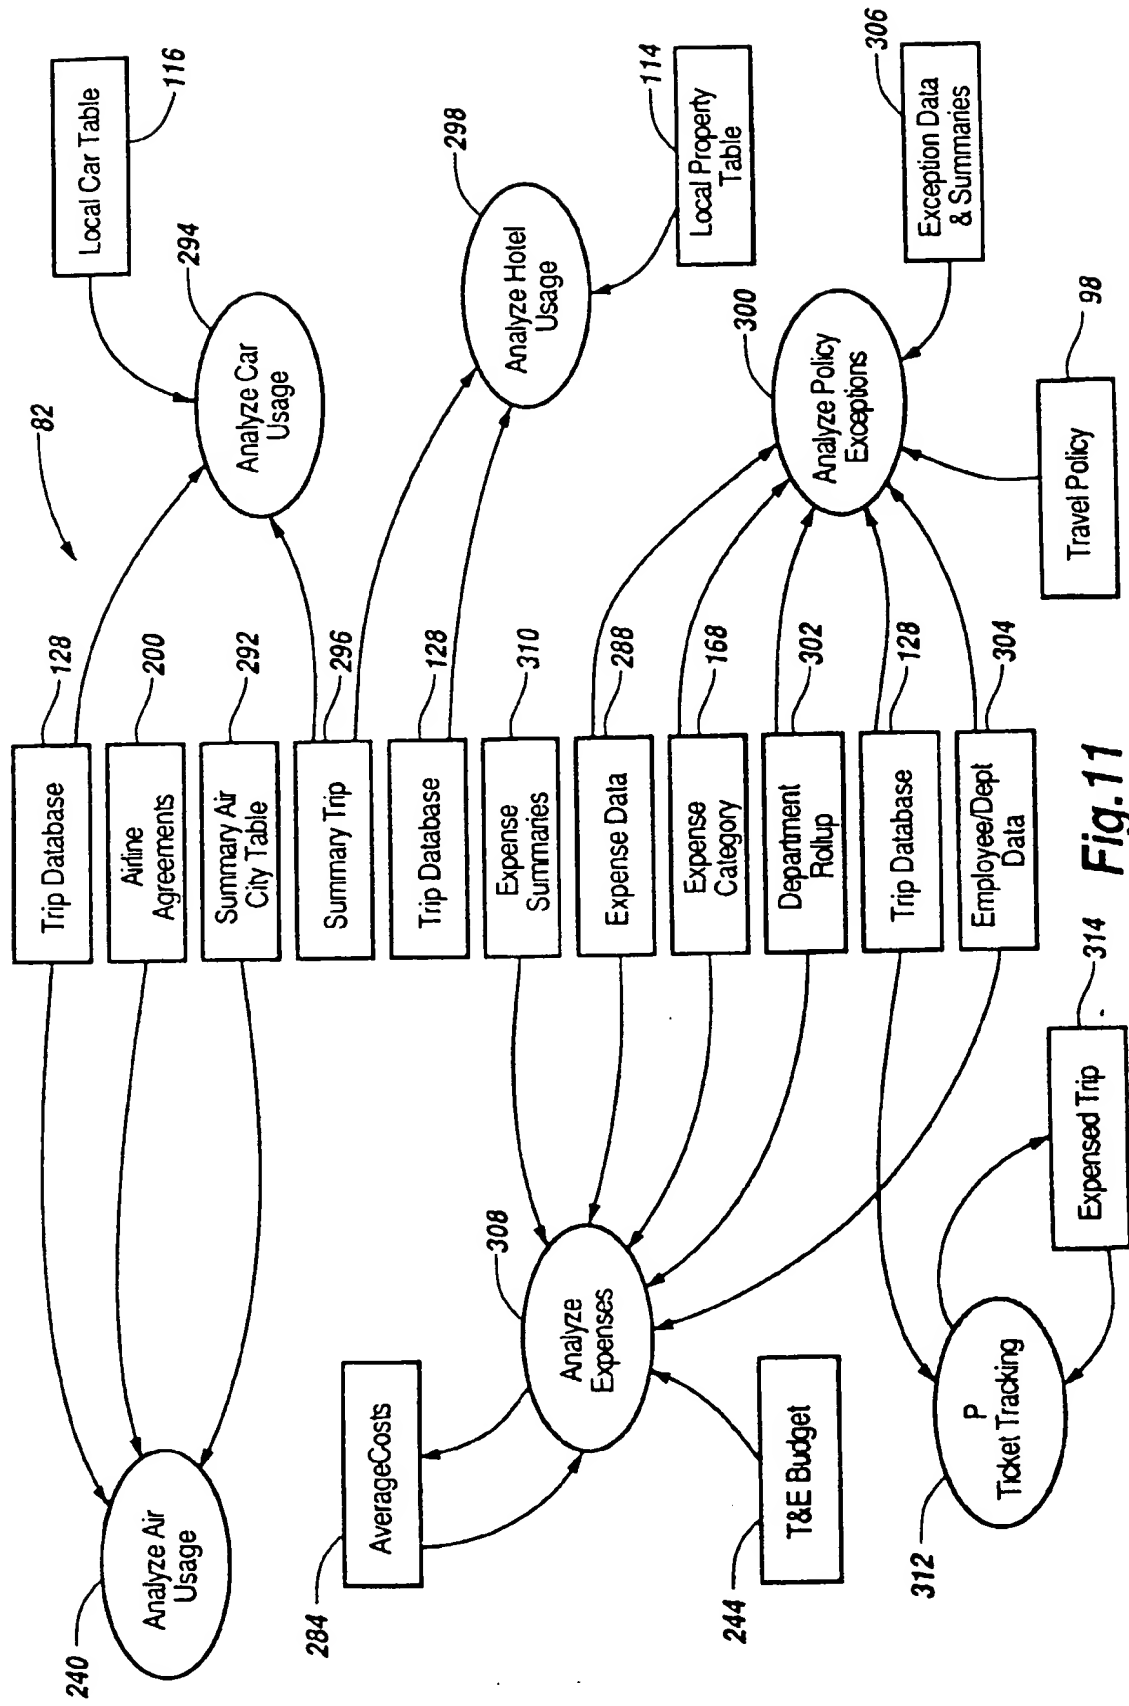 82
116
Local Car Table
294
Analyze Car
Usage
298
Analyze Hotel
Usage
114
Local Property
Table
306
Exception Data
& Summaries
300
Analyze Policy
Exceptions
98
Travel Policy
128
Trip Database
200
Airline
Agreements
292
Summary Air
City Table
296
Summary Trip
128
Trip Database
310
Expense
Summaries
288
Expense Data
168
Expense
Category
302
Department
Rollup
128
Trip Database
304
Employee/Dept
Data
240
Analyze Air
Usage
284
AverageCosts
308
Analyze
Expenses
244
T&E Budget
312
P
Ticket Tracking
314
Expensed Trip
Fig.11